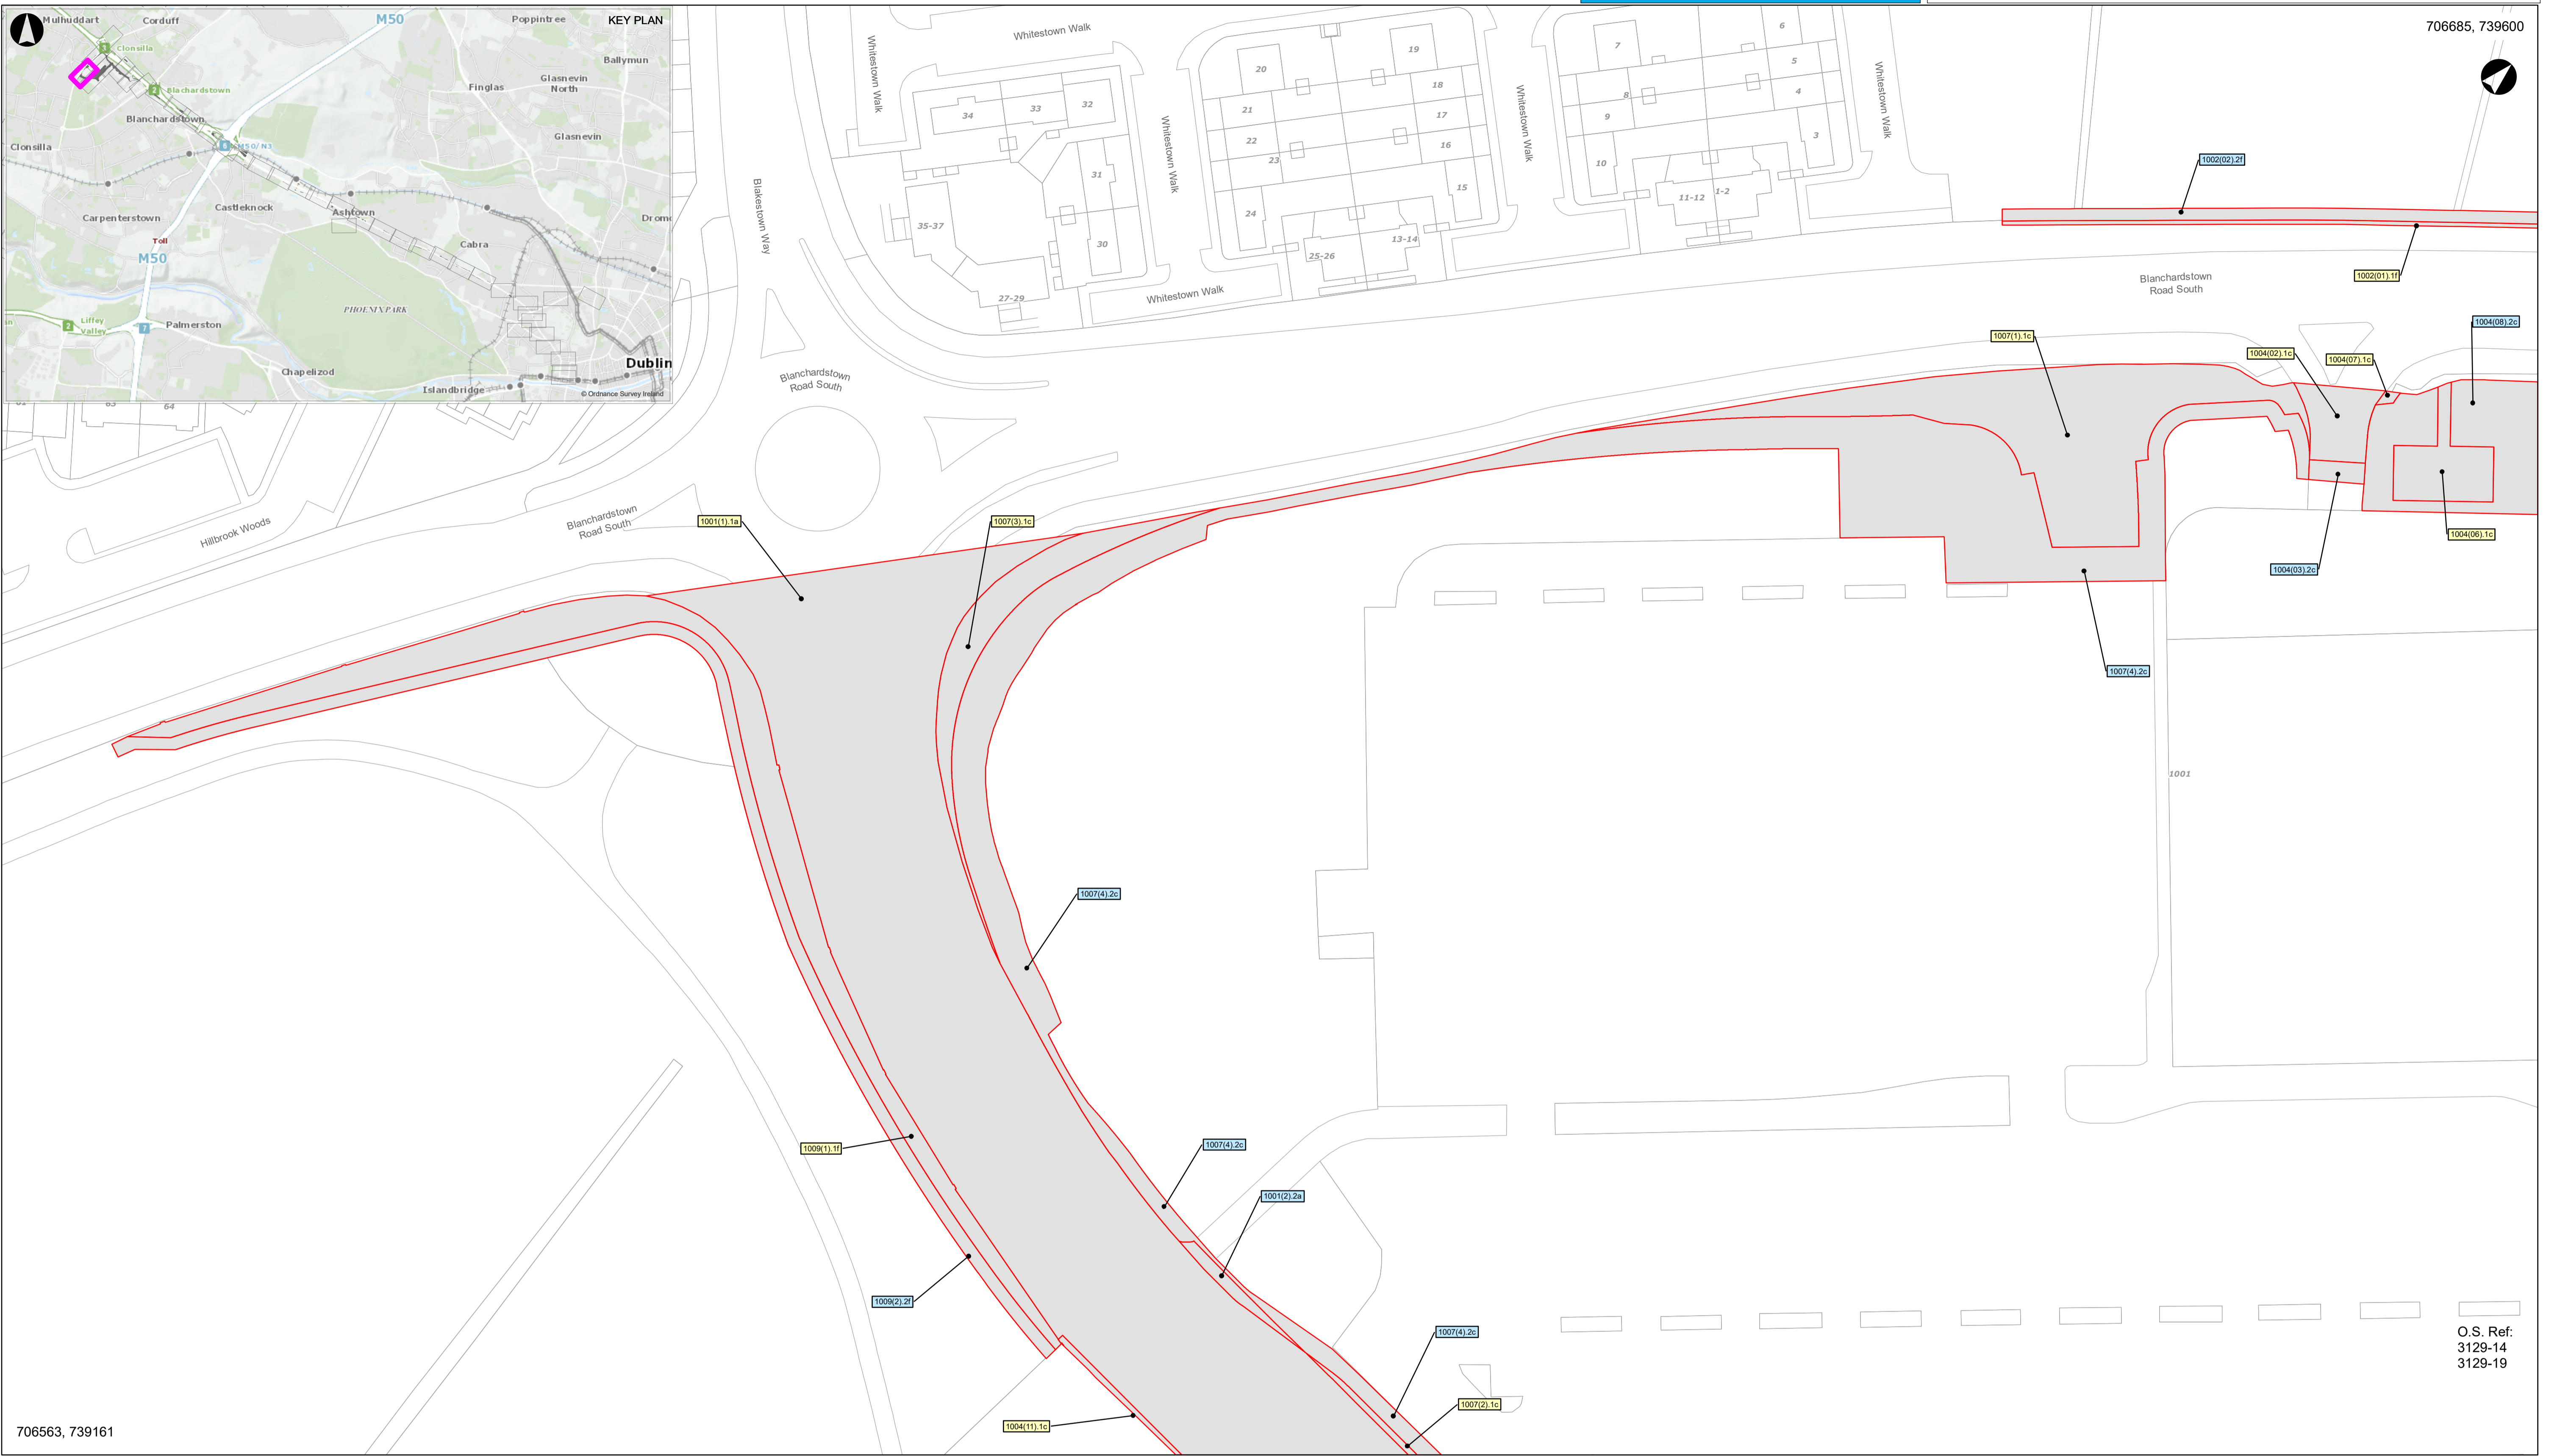 KEY PLAN
Mulhuddart
Corduff
M50
Poppintree
Clonsilla
Ballymun
Finglas
Glasnevin
North
2
Blachardstown
Blanchardstown
Glasnevin
6
M50/ N3
Clonsilla
Castleknock
Carpenterstown
Ashtown
Cabra
Toll
M50
PHOENIX PARK
2
Liffey
Valley
7
Palmerston
Dublin
Chapelizod
Islandbridge
© Ordnance Survey Ireland
706685, 739600
Whitestown Walk
Whitestown Walk
Whitestown Walk
Whitestown Walk
Whitestown Walk
Whitestown Walk
Blakestown Way
34
33
32
31
30
35-37
27-29
20
19
18
21
17
22
16
23
15
24
13-14
25-26
7
6
5
8
4
9
3
10
11-12
1-2
1002(02).2f
1002(01).1f
Blanchardstown
Road South
1004(08).2c
1007(1).1c
1004(02).1c
1004(07).1c
Blanchardstown
Road South
63
64
Hillbrook Woods
Blanchardstown
Road South
1001(1).1a
1007(3).1c
1004(06).1c
1004(03).2c
1007(4).2c
1001
1007(4).2c
1009(1).1f
1007(4).2c
1001(2).2a
1009(2).2f
1007(4).2c
1007(2).1c
1004(11).1c
O.S. Ref:
3129-14
3129-19
706563, 739161